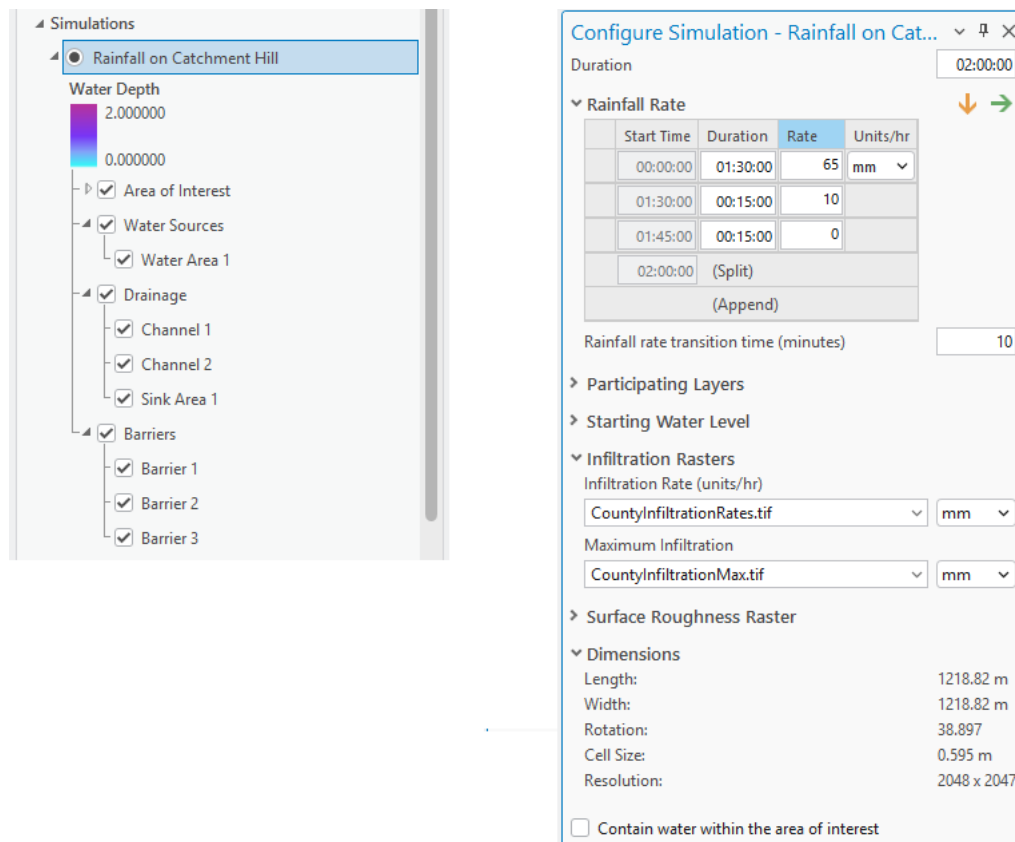 Simulations
Rainfall on Catchment Hill
Water Depth
2.000000
0.000000
Area of Interest
Water Sources
Water Area 1
Drainage
Channel 1
Channel 2
Sink Area 1
Barriers
Barrier 1
Barrier 2
Barrier 3
Configure Simulation - Rainfall on Cat...
Duration 02:00:00
Rainfall Rate
Start Time Duration Rate Units/hr
00:00:00 01:30:00 65 mm
01:30:00 00:15:00 10
01:45:00 00:15:00 0
02:00:00 (Split)
(Append)
Rainfall rate transition time (minutes) 10
Participating Layers
Starting Water Level
Infiltration Rasters
Infiltration Rate (units/hr)
CountyInfiltrationRates.tif mm
Maximum Infiltration
CountyInfiltrationMax.tif mm
Surface Roughness Raster
Dimensions
Length: 1218.82 m
Width: 1218.82 m
Rotation: 38.897
Cell Size: 0.595 m
Resolution: 2048 x 2047
Contain water within the area of interest